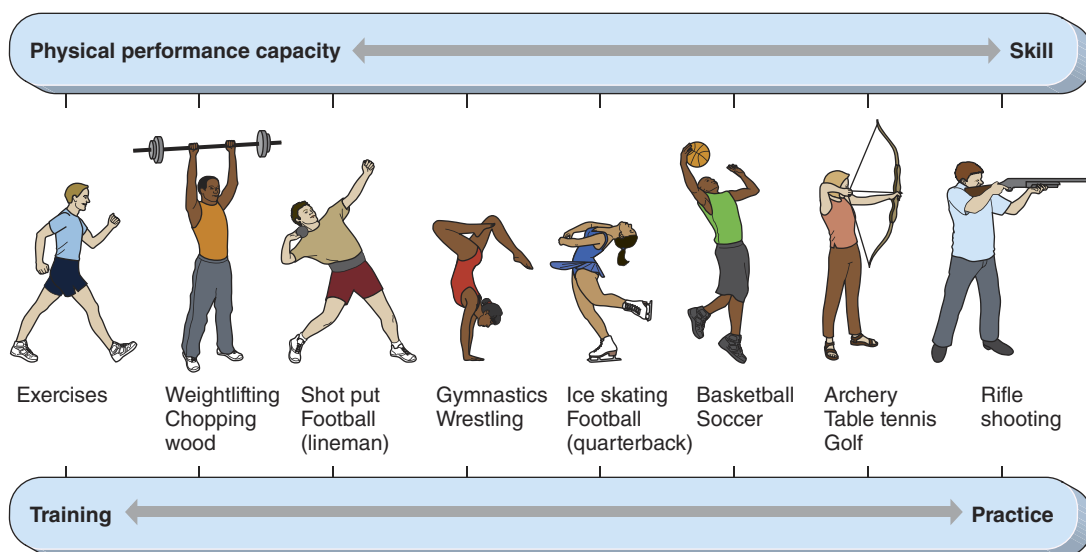 Physical performance capacity
Skill
Exercises
Weightlifting
Chopping
wood
Shot put
Football
(lineman)
Gymnastics
Wrestling
Ice skating
Football
(quarterback)
Basketball
Soccer
Archery
Table tennis
Golf
Rifle
shooting
Training
Practice